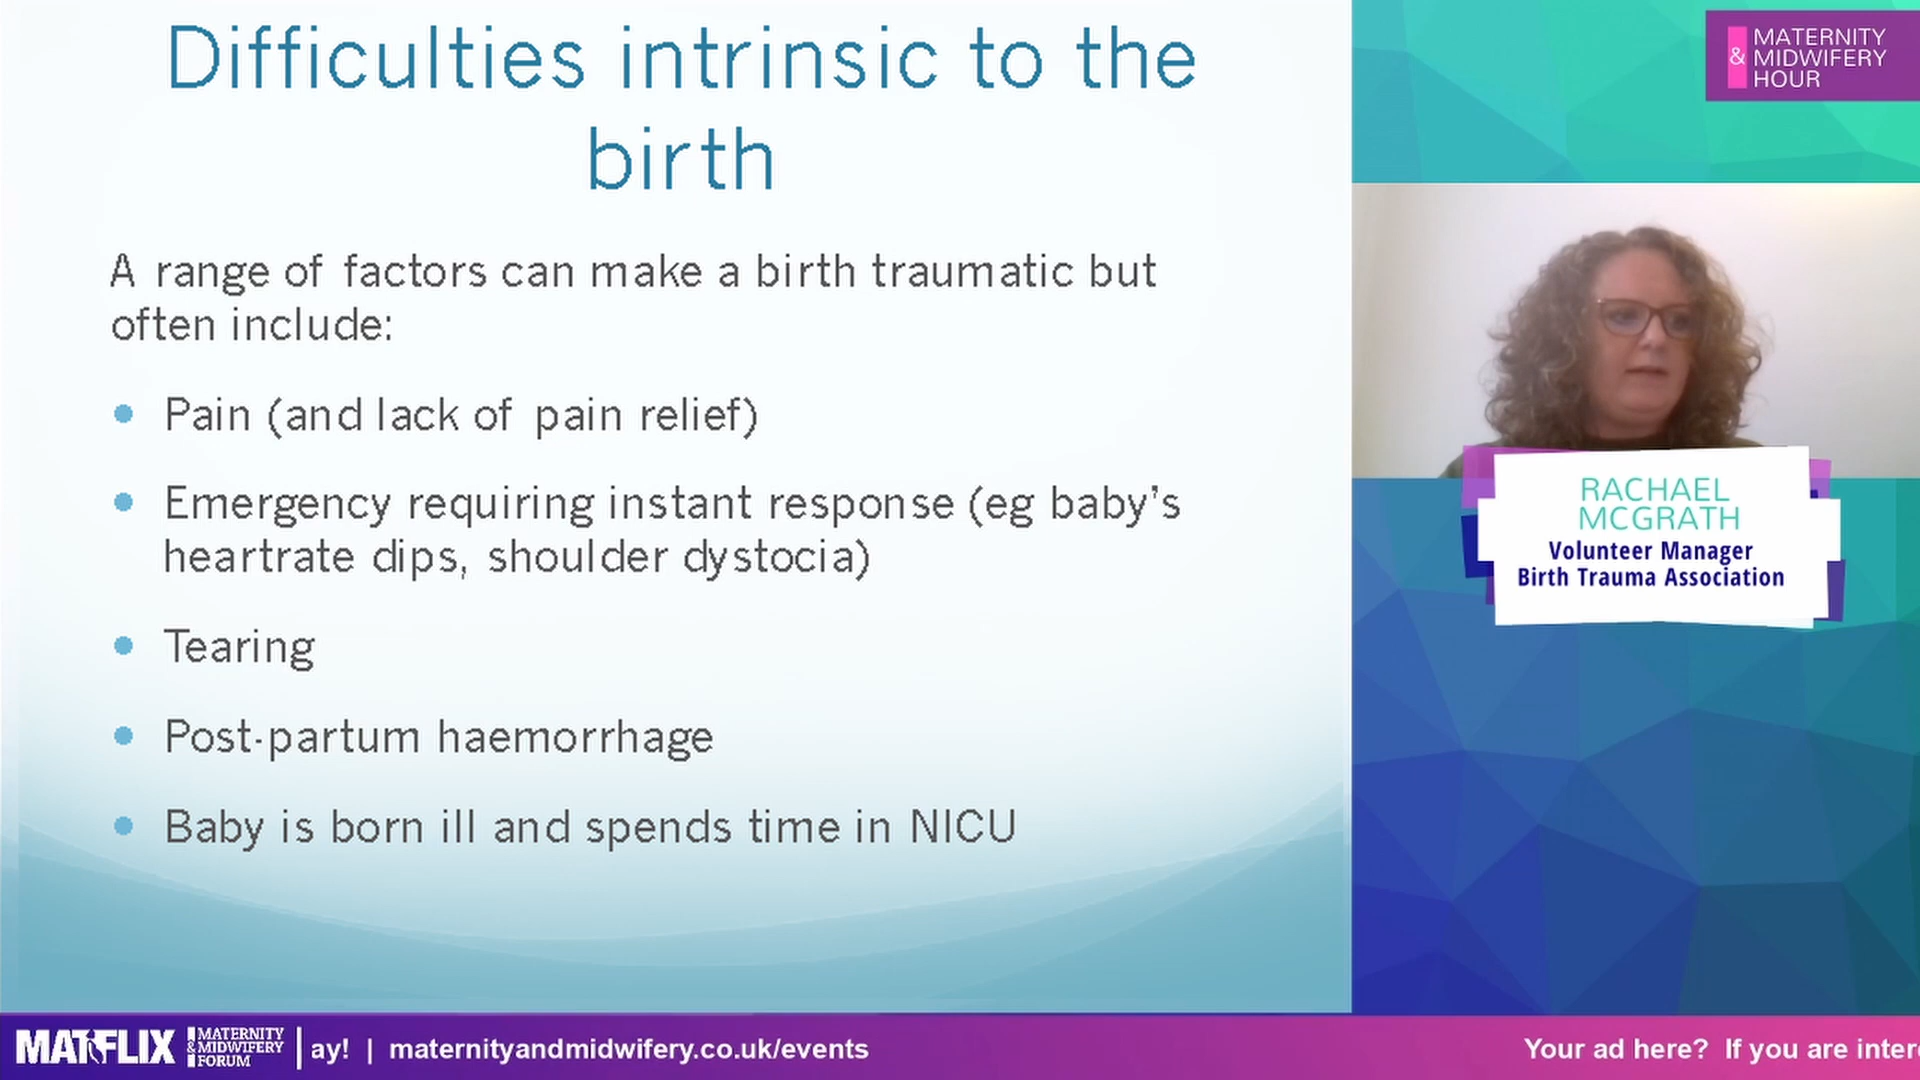 Difficulties intrinsic to the
birth
A range of factors can make a birth traumatic but
often include:
Pain (and lack of pain relief)
Emergency requiring instant response (eg baby's
heartrate dips, shoulder dystocia)
Tearing
Post-partum haemorrhage
Baby is born ill and spends time in NICU
MATERNITY
& MIDWIFERY
HOUR
RACHAEL
MCGRATH
Volunteer Manager
Birth Trauma Association
MATFLIX
MATERNITY
& MIDWIFERY
FORUM
ay! | maternityandmidwifery.co.uk/events
Your ad here? If you are inter